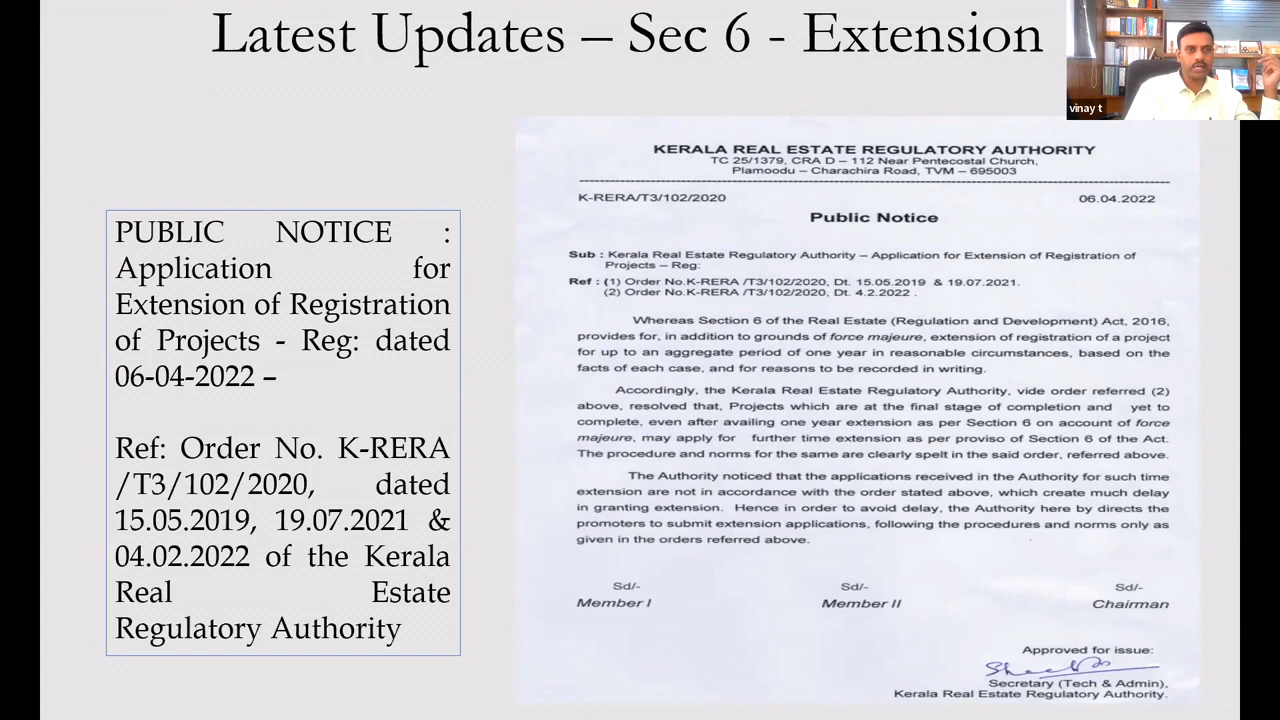 Latest Updates – Sec 6 - Extension
vinay t
PUBLIC NOTICE :
Application for
Extension of Registration
of Projects - Reg: dated
06-04-2022 –
Ref: Order No. K-RERA
/T3/102/2020, dated
15.05.2019, 19.07.2021 &
04.02.2022 of the Kerala
Real Estate
Regulatory Authority
KERALA REAL ESTATE REGULATORY AUTHORITY
TC 25/1379, CRA D – 112 Near Pentecostal Church,
Plamoodu – Charachira Road, TVM – 695003
K-RERA/T3/102/2020 06.04.2022
Public Notice
Sub : Kerala Real Estate Regulatory Authority – Application for Extension of Registration of
Projects – Reg:
Ref : (1) Order No.K-RERA /T3/102/2020, Dt. 15.05.2019 & 19.07.2021.
(2) Order No.K-RERA /T3/102/2020, Dt. 4.2.2022 .
Whereas Section 6 of the Real Estate (Regulation and Development) Act, 2016,
provides for, in addition to grounds of force majeure, extension of registration of a project
for up to an aggregate period of one year in reasonable circumstances, based on the
facts of each case, and for reasons to be recorded in writing.
Accordingly, the Kerala Real Estate Regulatory Authority, vide order referred (2)
above, resolved that, Projects which are at the final stage of completion and yet to
complete, even after availing one year extension as per Section 6 on account of force
majeure, may apply for further time extension as per proviso of Section 6 of the Act.
The procedure and norms for the same are clearly spelt in the said order, referred above.
The Authority noticed that the applications received in the Authority for such time
extension are not in accordance with the order stated above, which create much delay
in granting extension. Hence in order to avoid delay, the Authority here by directs the
promoters to submit extension applications, following the procedures and norms only as
given in the orders referred above.
Sd/- Sd/- Sd/-
Member I Member II Chairman
Approved for issue:
Secretary (Tech & Admin),
Kerala Real Estate Regulatory Authority.